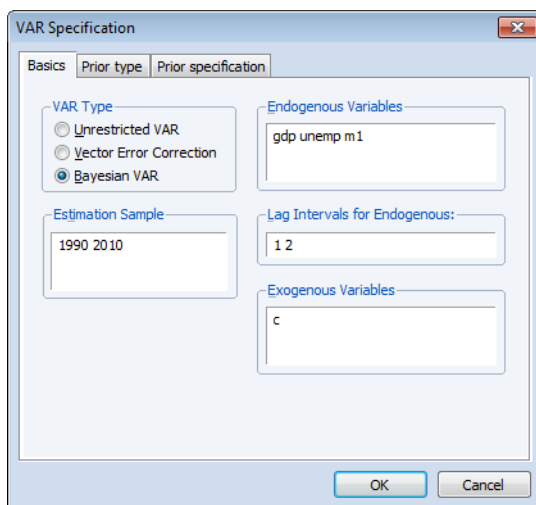 VAR Specification
Basics
Prior type
Prior specification
VAR Type
Unrestricted VAR
Vector Error Correction
Bayesian VAR
Estimation Sample
1990 2010
Endogenous Variables
gdp unemp m1
Lag Intervals for Endogenous:
1 2
Exogenous Variables
c
OK
Cancel